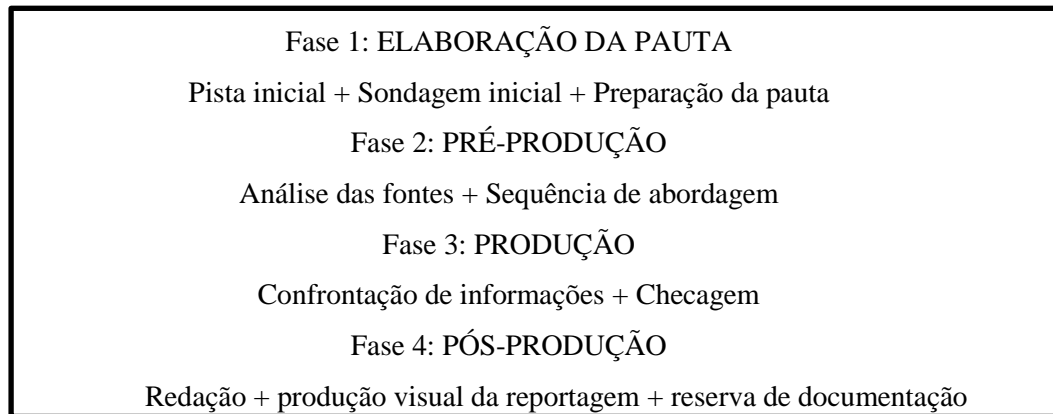 Fase 1: ELABORAÇÃO DA PAUTA
Pista inicial + Sondagem inicial + Preparação da pauta
Fase 2: PRÉ-PRODUÇÃO
Análise das fontes + Sequência de abordagem
Fase 3: PRODUÇÃO
Confrontação de informações + Checagem
Fase 4: PÓS-PRODUÇÃO
Redação + produção visual da reportagem + reserva de documentação